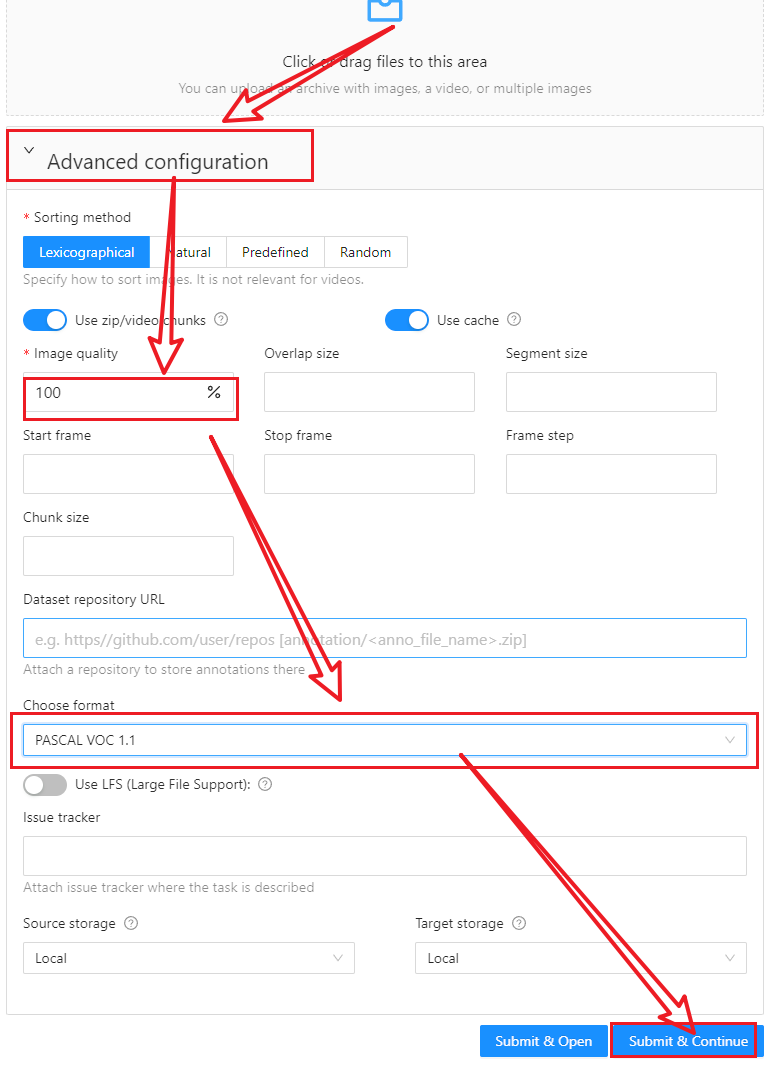 Click or drag files to this area
You can upload an archive with images, a video, or multiple images
Advanced configuration
* Sorting method
Lexicographical Natural Predefined Random
Specify how to sort images. It is not relevant for videos.
Use zip/video chunks ? Use cache ?
* Image quality Overlap size Segment size
100 %
Start frame Stop frame Frame step
Chunk size
Dataset repository URL
e.g. https//github.com/user/repos [annotation/<anno_file_name>.zip]
Attach a repository to store annotations there
Choose format
PASCAL VOC 1.1
Use LFS (Large File Support): ?
Issue tracker
Attach issue tracker where the task is described
Source storage ? Target storage ?
Local Local
Submit & Open Submit & Continue